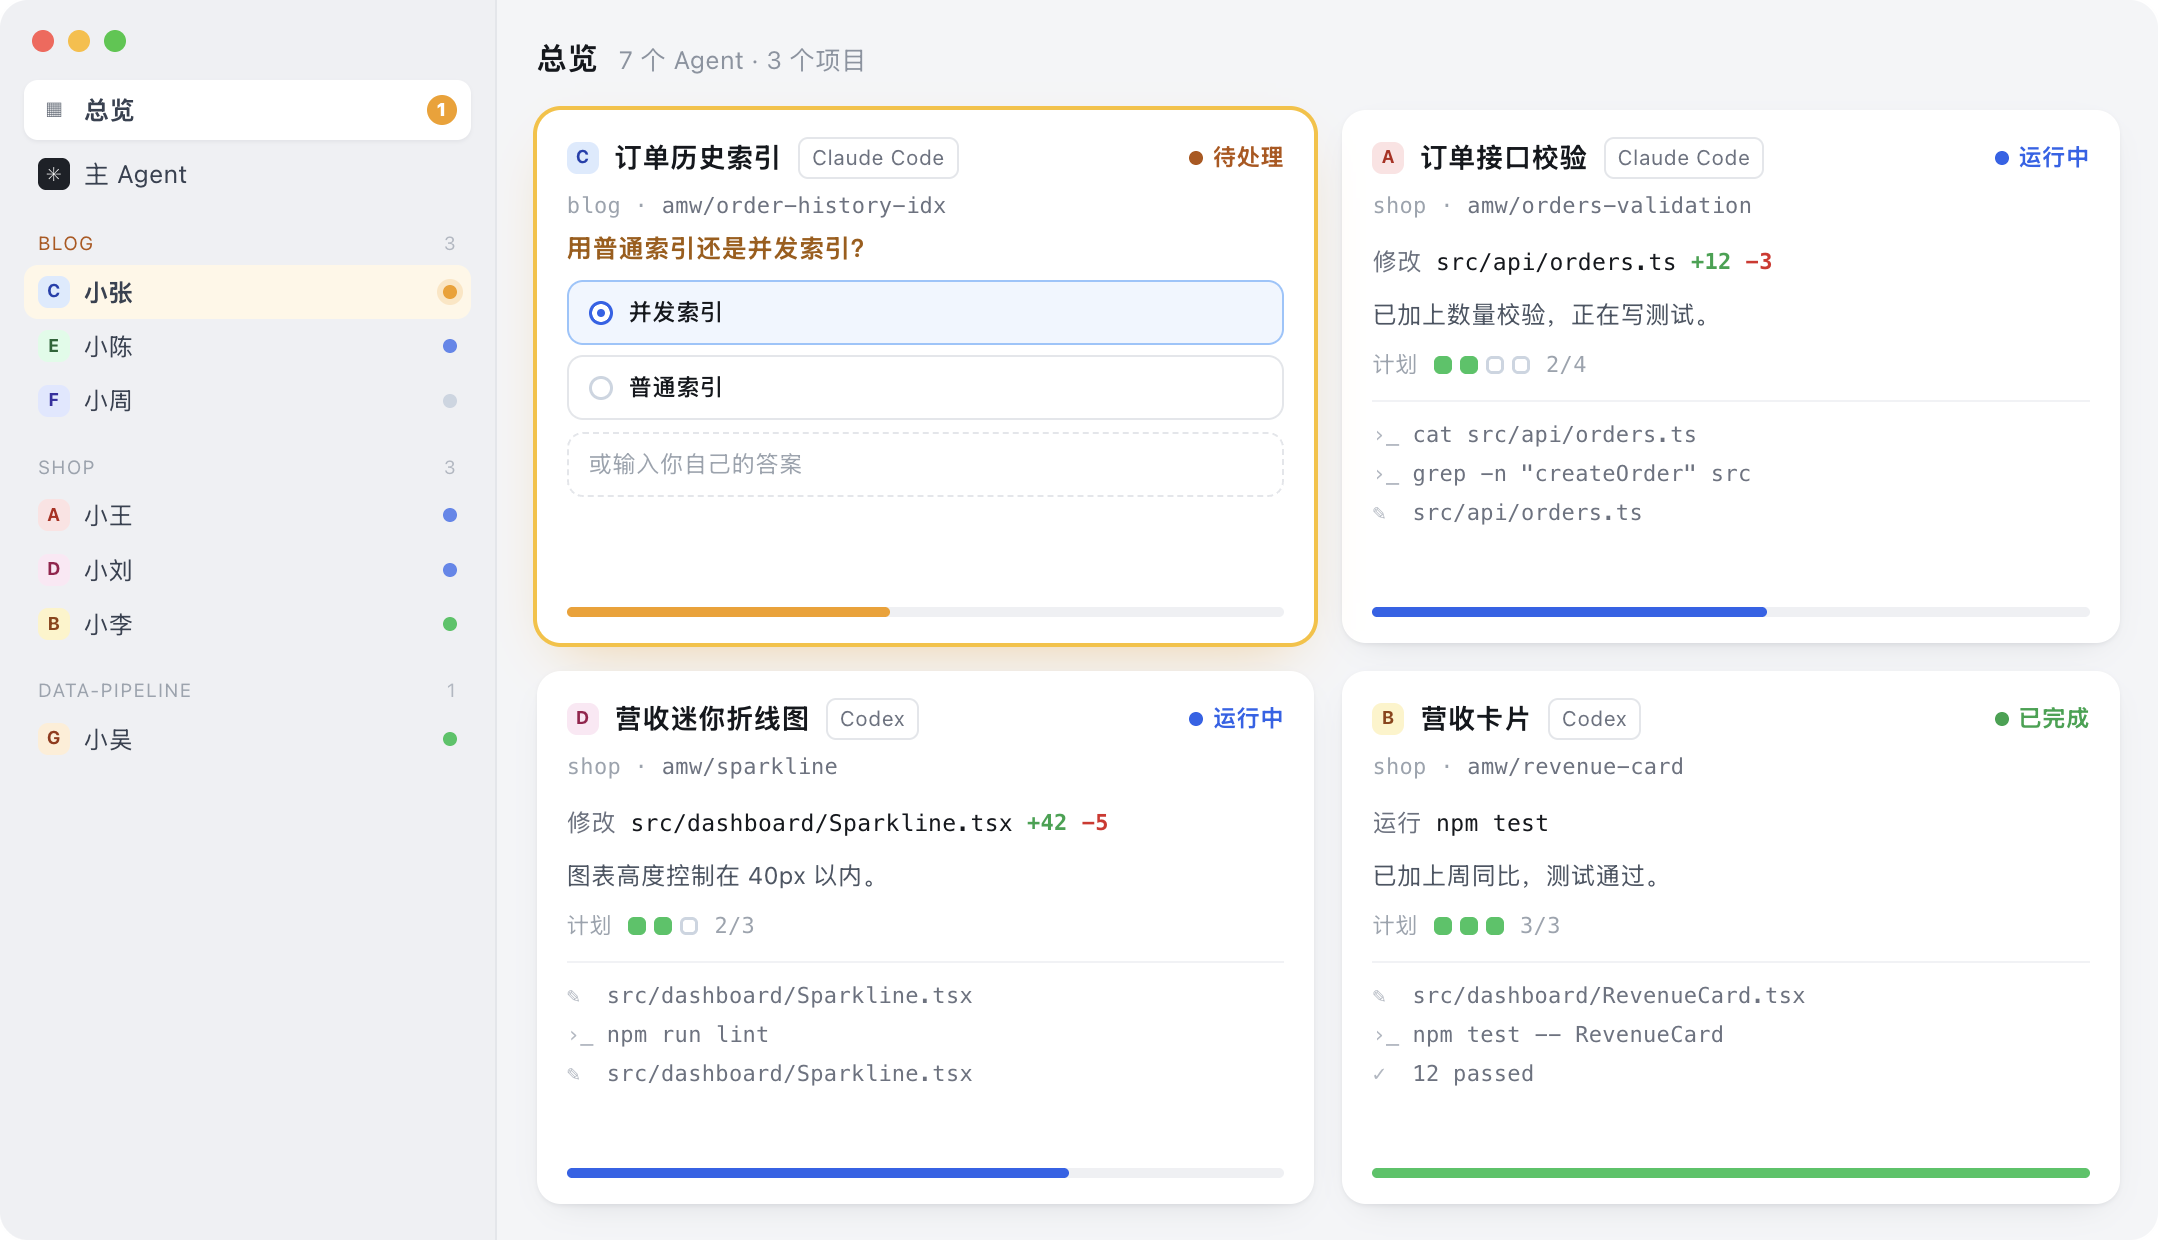 总览 1
主 Agent
BLOG 3
C 小张
E 小陈
F 小周
SHOP 3
A 小王
D 小刘
B 小李
DATA-PIPELINE 1
G 小吴
总览 7 个 Agent · 3 个项目
C 订单历史索引 Claude Code 待处理
blog · amw/order-history-idx
用普通索引还是并发索引?
并发索引
普通索引
或输入你自己的答案
A 订单接口校验 Claude Code 运行中
shop · amw/orders-validation
修改 src/api/orders.ts +12 −3
已加上数量校验，正在写测试。
计划 2/4
›_ cat src/api/orders.ts
›_ grep -n "createOrder" src
✎ src/api/orders.ts
D 营收迷你折线图 Codex 运行中
shop · amw/sparkline
修改 src/dashboard/Sparkline.tsx +42 −5
图表高度控制在 40px 以内。
计划 2/3
✎ src/dashboard/Sparkline.tsx
›_ npm run lint
✎ src/dashboard/Sparkline.tsx
B 营收卡片 Codex 已完成
shop · amw/revenue-card
运行 npm test
已加上周同比，测试通过。
计划 3/3
✎ src/dashboard/RevenueCard.tsx
›_ npm test -- RevenueCard
✓ 12 passed